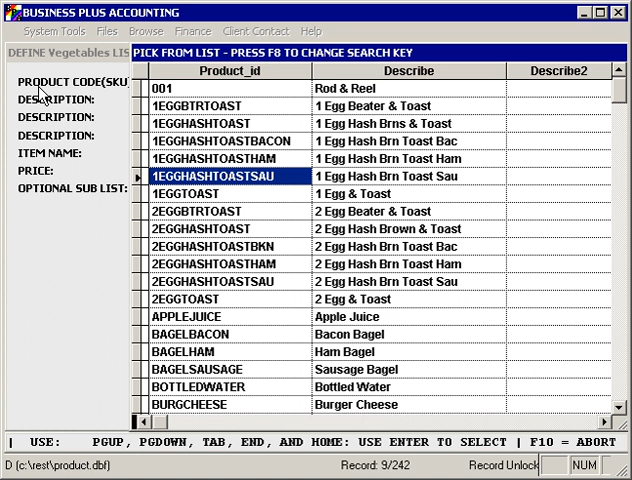 BUSINESS PLUS ACCOUNTING
System Tools Files Browse Finance Client Contact Help
DEFINE Vegetables LIS
PICK FROM LIST - PRESS F8 TO CHANGE SEARCH KEY
PRODUCT CODE(SKU)
DESCRIPTION:
DESCRIPTION:
DESCRIPTION:
ITEM NAME:
PRICE:
OPTIONAL SUB LIST:
Product_id Describe Describe2
001 Rod & Reel
1EGGBTRTOAST 1 Egg Beater & Toast
1EGGHASHTOAST 1 Egg Hash Brns & Toast
1EGGHASHTOASTBACON 1 Egg Hash Brn Toast Bac
1EGGHASHTOASTHAM 1 Egg Hash Brn Toast Ham
1EGGHASHTOASTSAU 1 Egg Hash Brn Toast Sau
1EGGTOAST 1 Egg & Toast
2EGGBTRTOAST 2 Egg Beater & Toast
2EGGHASHTOAST 2 Egg Hash Brown & Toast
2EGGHASHTOASTBKN 2 Egg Hash Brn Toast Bac
2EGGHASHTOASTHAM 2 Egg Hash Brn Toast Ham
2EGGHASHTOASTSAU 2 Egg Hash Brn Toast Sau
2EGGTOAST 2 Egg & Toast
APPLEJUICE Apple Juice
BAGELBACON Bacon Bagel
BAGELHAM Ham Bagel
BAGELSAUSAGE Sausage Bagel
BOTTLEDWATER Bottled Water
BURGCHEESE Burger Cheese
| USE: PGUP, PGDOWN, TAB, END, AND HOME: USE ENTER TO SELECT | F10 = ABORT
D (c:\rest\product.dbf) Record: 9/242 Record Unlock NUM